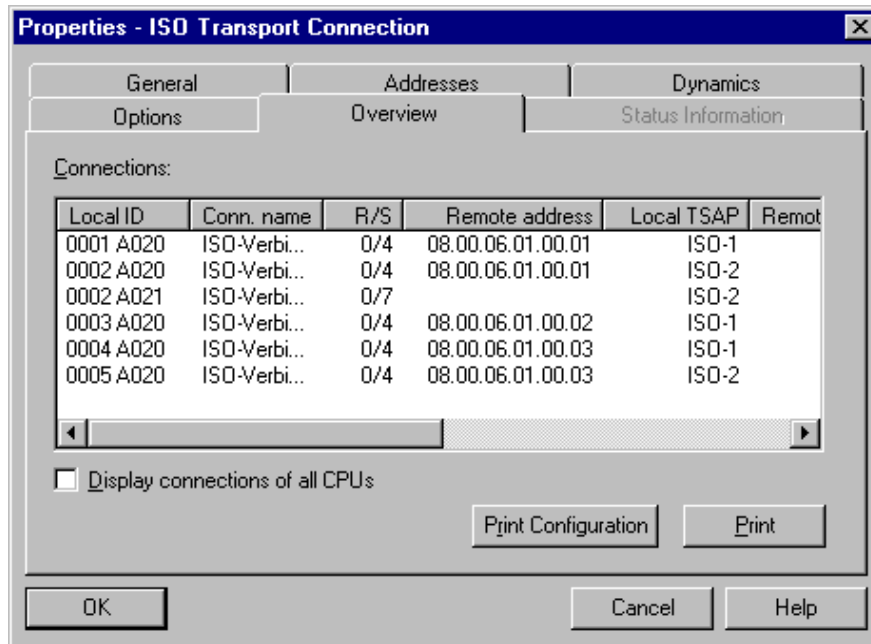 Properties - ISO Transport Connection
General Addresses Dynamics
Options Overview Status Information
Connections:
Local ID Conn. name R/S Remote address Local TSAP Remot
0001 A020 ISO-Verbi... 0/4 08.00.06.01.00.01 ISO-1
0002 A020 ISO-Verbi... 0/4 08.00.06.01.00.01 ISO-2
0002 A021 ISO-Verbi... 0/7 ISO-2
0003 A020 ISO-Verbi... 0/4 08.00.06.01.00.02 ISO-1
0004 A020 ISO-Verbi... 0/4 08.00.06.01.00.03 ISO-1
0005 A020 ISO-Verbi... 0/4 08.00.06.01.00.03 ISO-2
Display connections of all CPUs
Print Configuration Print
OK Cancel Help